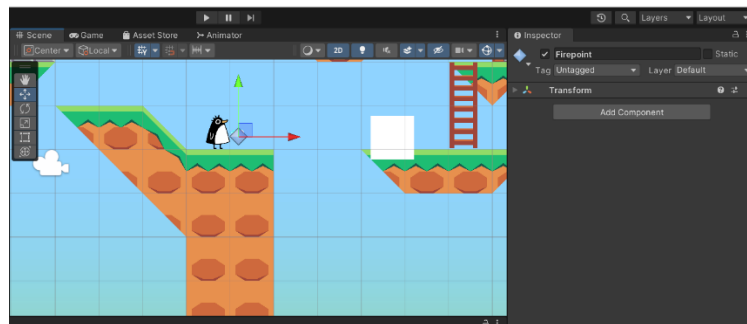 Layers Layout
Scene Game Asset Store Animator
Inspector
Center Local 2D
Firepoint Static
Tag Untagged Layer Default
Transform
Add Component